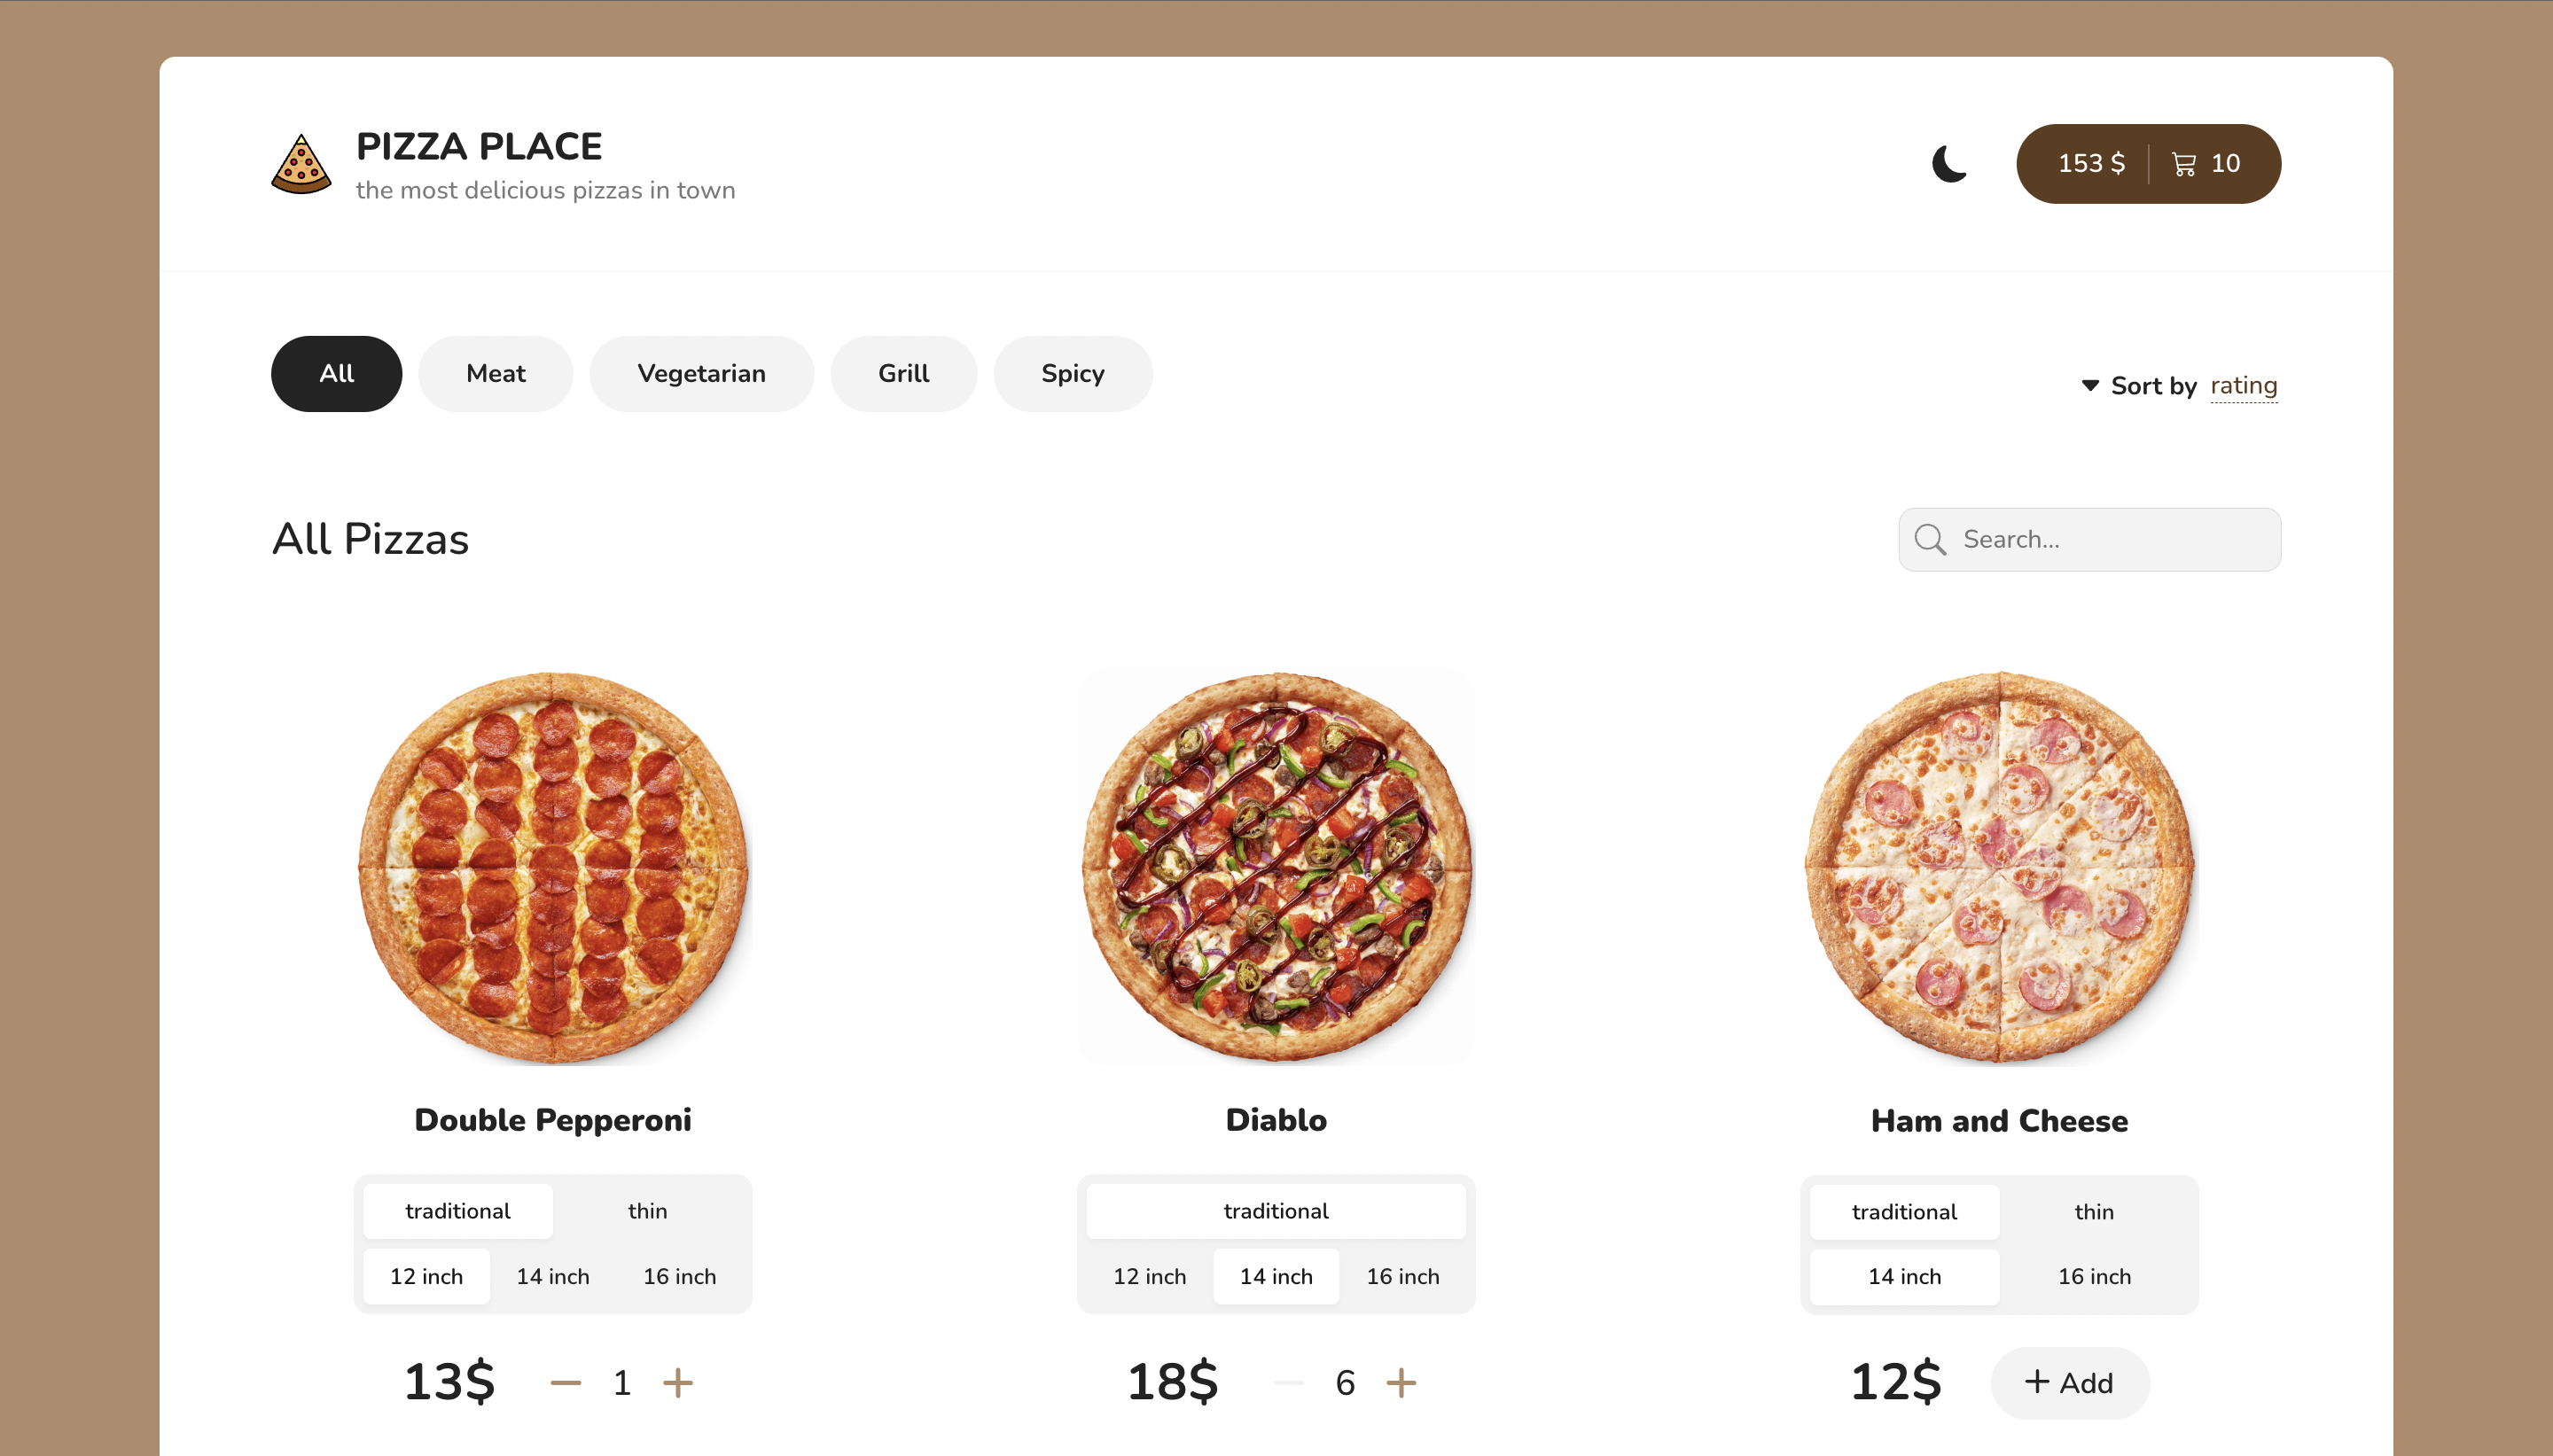 PIZZA PLACE
the most delicious pizzas in town
153 $ 10
All Meat Vegetarian Grill Spicy
Sort by rating
All Pizzas
Search...
Double Pepperoni
traditional thin
12 inch 14 inch 16 inch
13$ 1
Diablo
traditional
12 inch 14 inch 16 inch
18$ 6
Ham and Cheese
traditional thin
14 inch 16 inch
12$ + Add